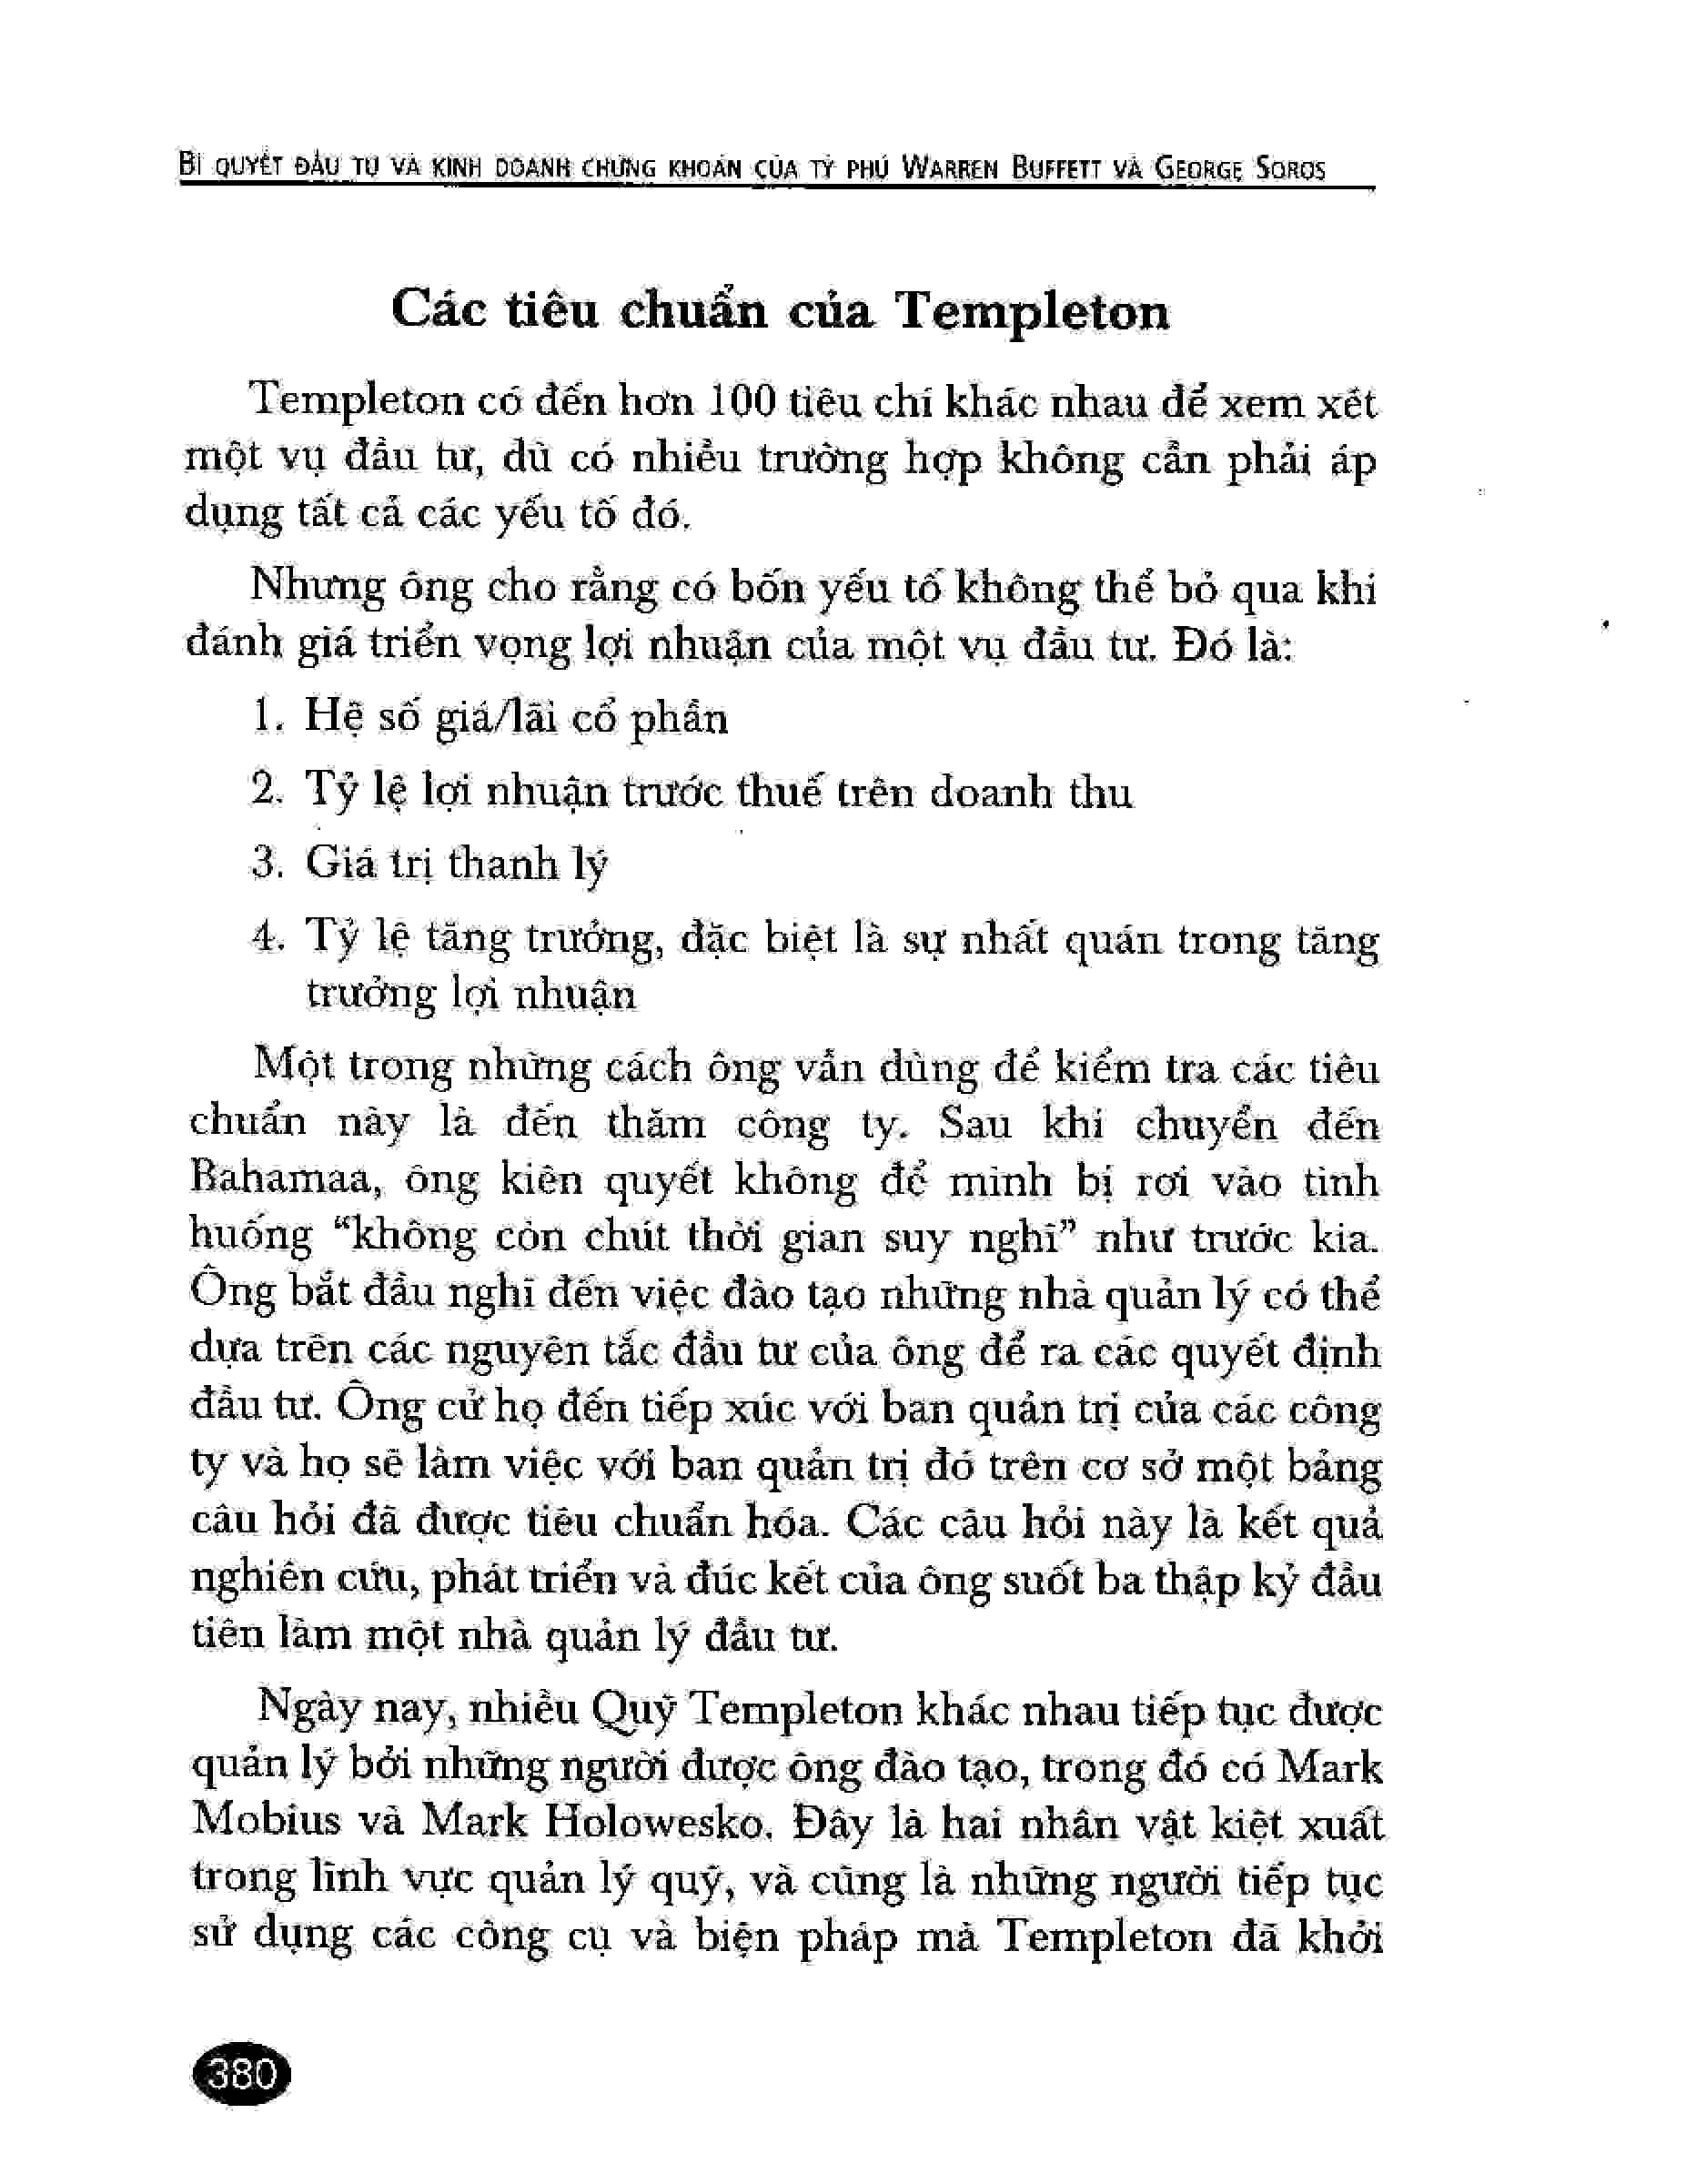 BÍ QUYẾT ĐẦU TƯ VÀ KINH DOANH CHỨNG KHOÁN CỦA TỶ PHÚ WARREN BUFFETT VÀ GEORGE SOROS
Các tiêu chuẩn của Templeton
Templeton có đến hơn 100 tiêu chí khác nhau để xem xét
một vụ đầu tư, dù có nhiều trường hợp không cần phải áp
dụng tất cả các yếu tố đó.
Nhưng ông cho rằng có bốn yếu tố không thể bỏ qua khi
đánh giá triển vọng lợi nhuận của một vụ đầu tư. Đó là:
1. Hệ số giá/lãi cổ phần
2. Tỷ lệ lợi nhuận trước thuế trên doanh thu
3. Giá trị thanh lý
4. Tỷ lệ tăng trưởng, đặc biệt là sự nhất quán trong tăng
trưởng lợi nhuận
Một trong những cách ông vẫn dùng để kiểm tra các tiêu
chuẩn này là đến thăm công ty. Sau khi chuyển đến
Bahamaa, ông kiên quyết không để mình bị rơi vào tình
huống “không còn chút thời gian suy nghĩ” như trước kia.
Ông bắt đầu nghĩ đến việc đào tạo những nhà quản lý có thể
dựa trên các nguyên tắc đầu tư của ông để ra các quyết định
đầu tư. Ông cử họ đến tiếp xúc với ban quản trị của các công
ty và họ sẽ làm việc với ban quản trị đó trên cơ sở một bảng
câu hỏi đã được tiêu chuẩn hóa. Các câu hỏi này là kết quả
nghiên cứu, phát triển và đúc kết của ông suốt ba thập kỷ đầu
tiên làm một nhà quản lý đầu tư.
Ngày nay, nhiều Quỹ Templeton khác nhau tiếp tục được
quản lý bởi những người được ông đào tạo, trong đó có Mark
Mobius và Mark Holowesko. Đây là hai nhân vật kiệt xuất
trong lĩnh vực quản lý quỹ, và cũng là những người tiếp tục
sử dụng các công cụ và biện pháp mà Templeton đã khởi
380